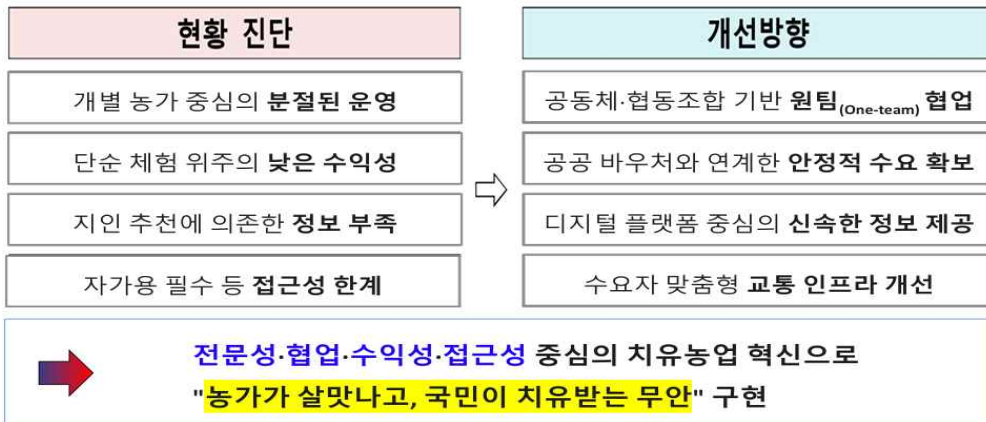 현황 진단
개별 농가 중심의 분절된 운영
단순 체험 위주의 낮은 수익성
지인 추천에 의존한 정보 부족
자가용 필수 등 접근성 한계
개선방향
공동체·협동조합 기반 원팀(One-team) 협업
공공 바우처와 연계한 안정적 수요 확보
디지털 플랫폼 중심의 신속한 정보 제공
수요자 맞춤형 교통 인프라 개선
전문성·협업·수익성·접근성 중심의 치유농업 혁신으로
"농가가 살맛나고, 국민이 치유받는 무안" 구현